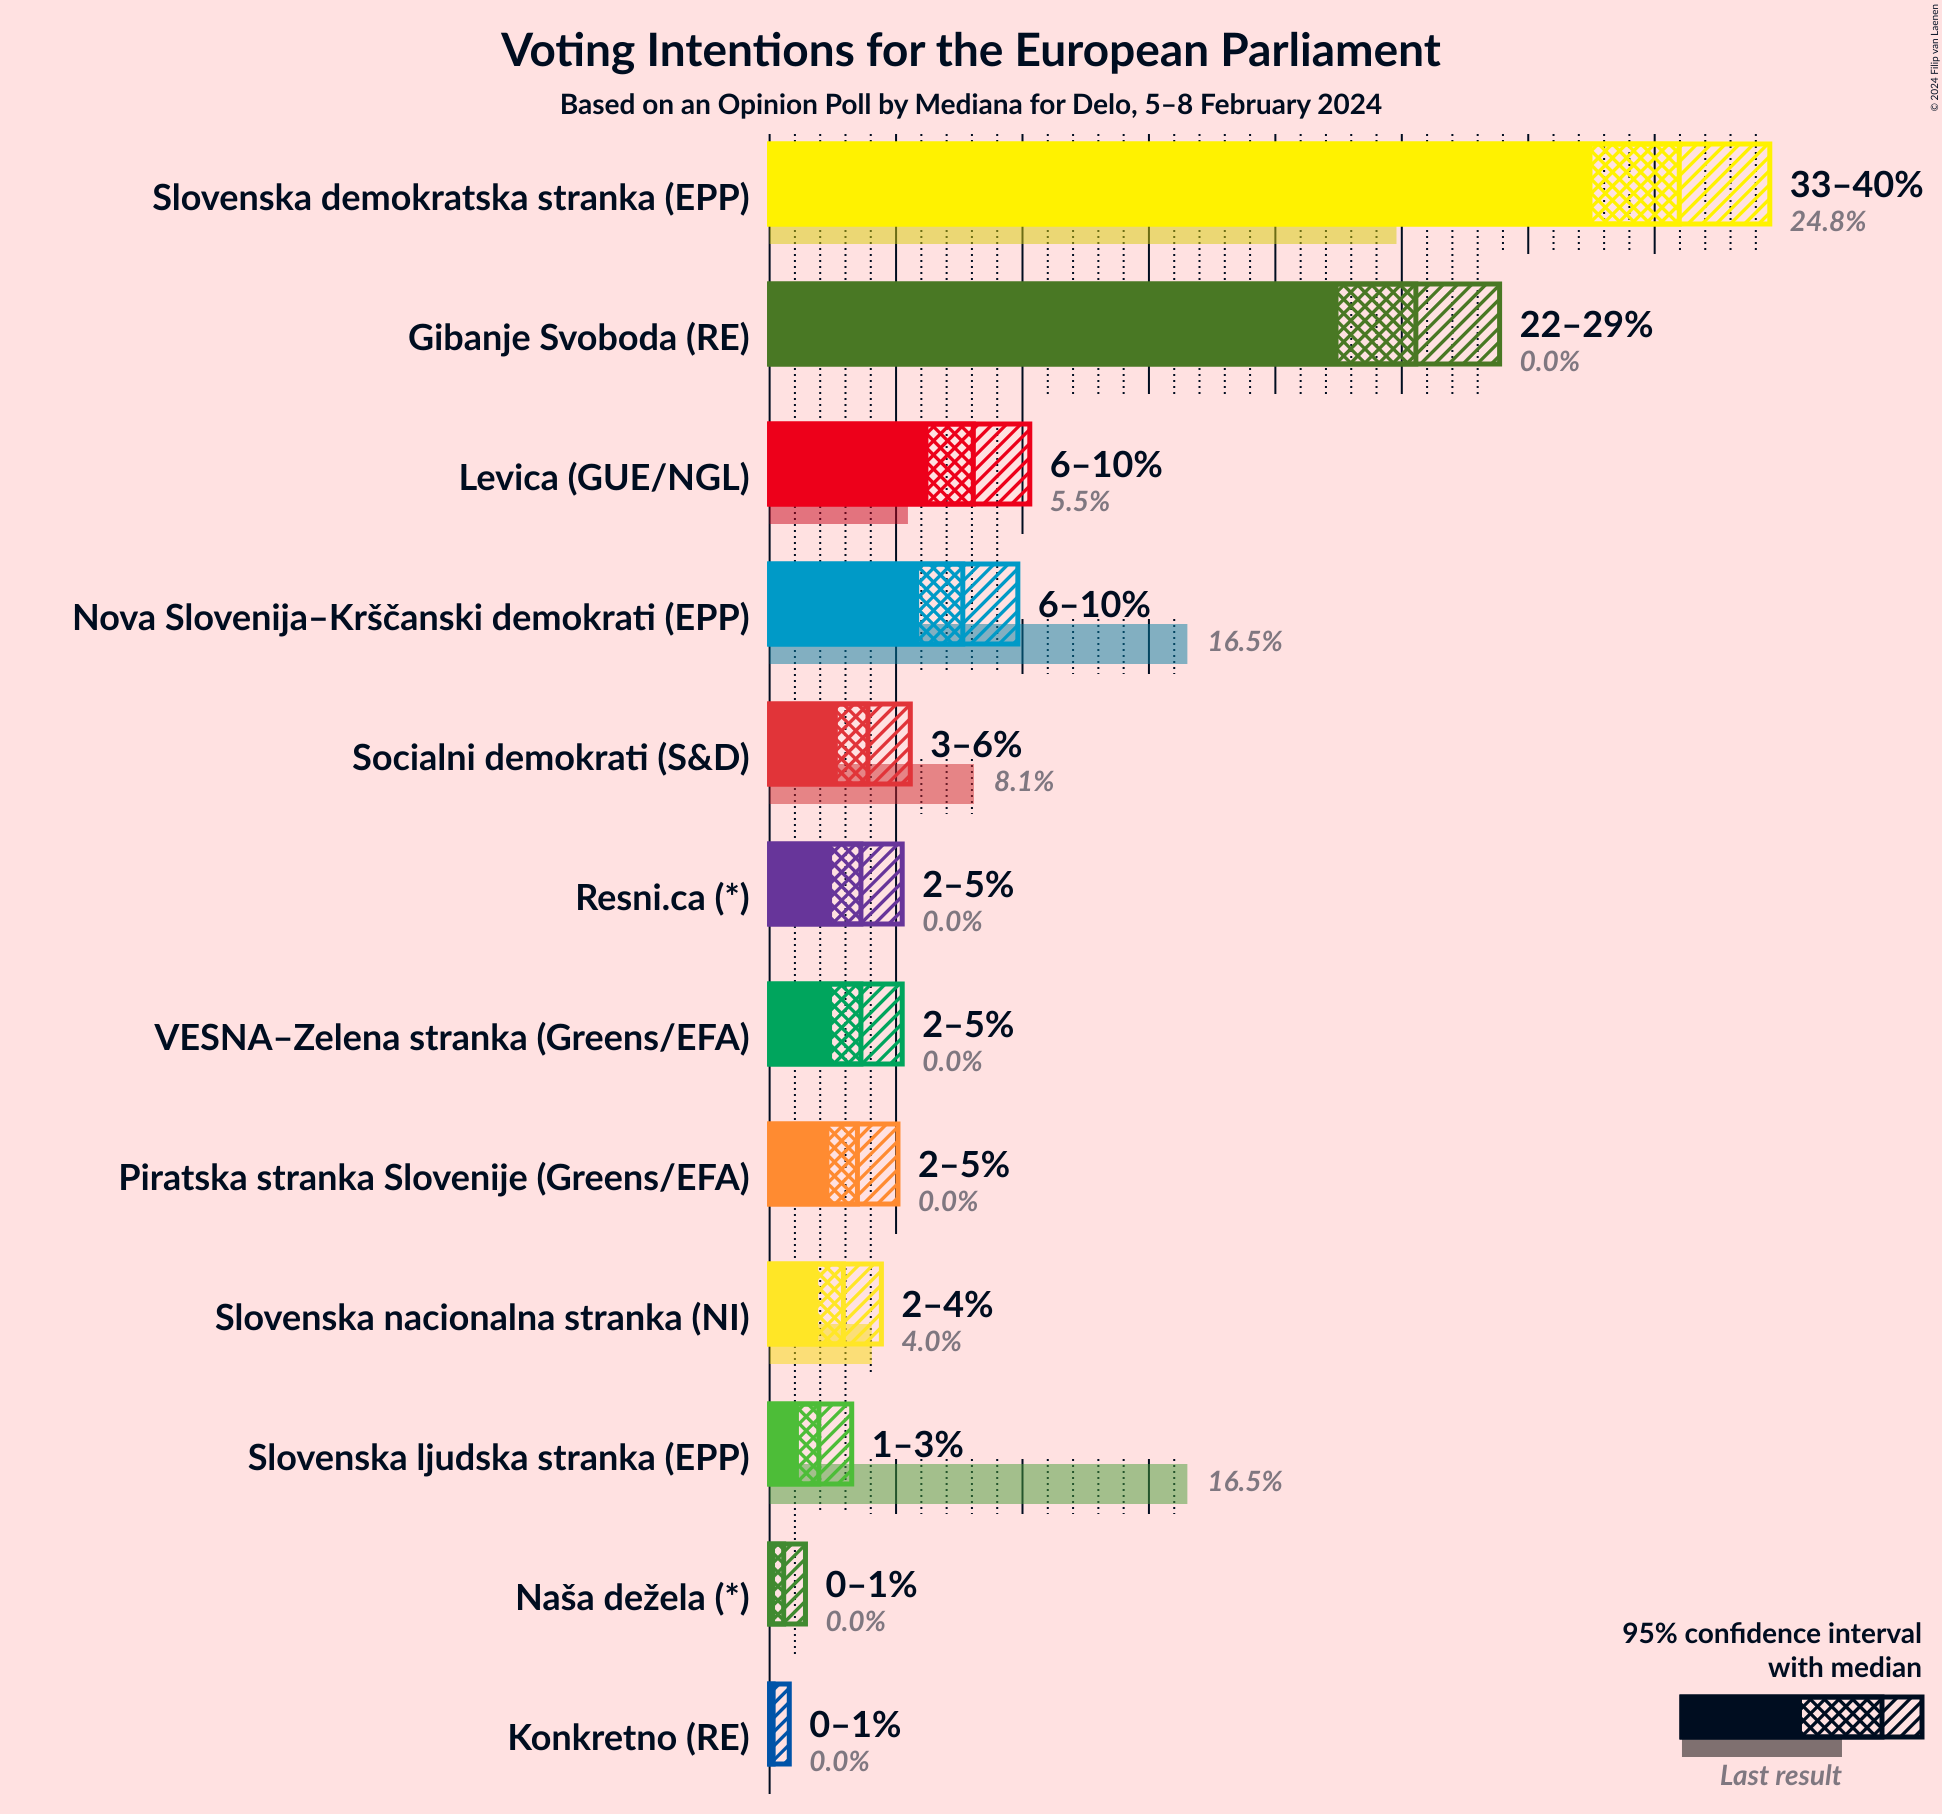 © 2024 Filip van Laenen
Voting Intentions for the European Parliament
Based on an Opinion Poll by Mediana for Delo, 5–8 February 2024
Slovenska demokratska stranka (EPP)
33–40%
24.8%
Gibanje Svoboda (RE)
22–29%
0.0%
Levica (GUE/NGL)
6–10%
5.5%
Nova Slovenija–Krščanski demokrati (EPP)
6–10%
16.5%
Socialni demokrati (S&D)
3–6%
8.1%
Resni.ca (*)
2–5%
0.0%
VESNA–Zelena stranka (Greens/EFA)
2–5%
0.0%
Piratska stranka Slovenije (Greens/EFA)
2–5%
0.0%
Slovenska nacionalna stranka (NI)
2–4%
4.0%
Slovenska ljudska stranka (EPP)
1–3%
16.5%
Naša dežela (*)
0–1%
0.0%
Konkretno (RE)
0–1%
0.0%
95% confidence interval
with median
Last result